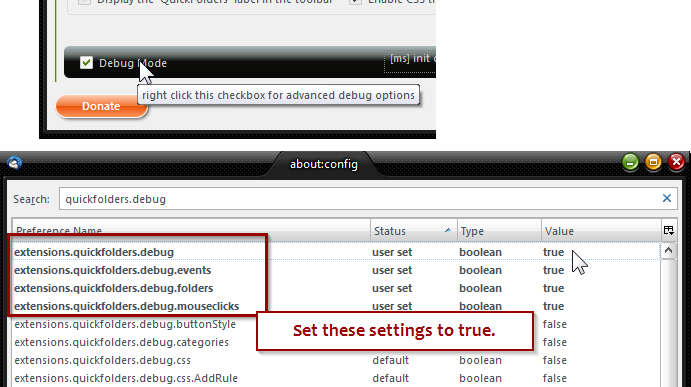 Display the QuickFolders label in the toolbar
Enable CSS
Debug Mode
[ms] init
right click this checkbox for advanced debug options
Donate
about:config
Search:
quickfolders.debug
Preference Name Status Type Value
extensions.quickfolders.debug user set boolean true
extensions.quickfolders.debug.events user set boolean true
extensions.quickfolders.debug.folders user set boolean true
extensions.quickfolders.debug.mouseclicks user set boolean true
extensions.quickfolders.debug.buttonStyle false
Set these settings to true.
extensions.quickfolders.debug.categories false
extensions.quickfolders.debug.css default boolean false
extensions.quickfolders.debug.css.AddRule default boolean false